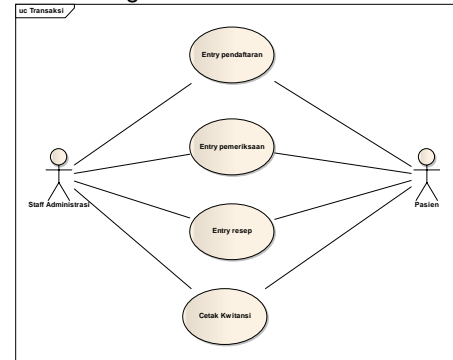 uc Transaksi
Entry pendaftaran
Entry pemeriksaan
Staff Administrasi
Pasien
Entry resep
Cetak Kwitansi